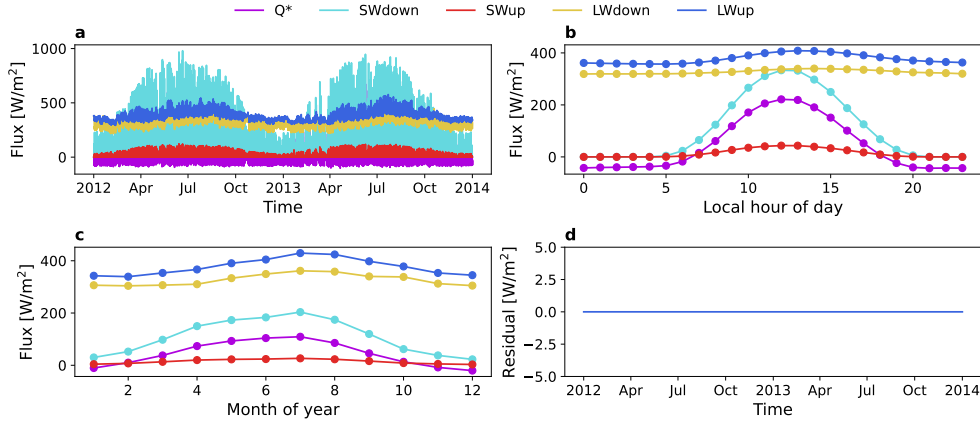 Q* SWdown SWup LWdown LWup
a
Flux [W/m²]
1000
500
0
2012 Apr Jul Oct 2013 Apr Jul Oct 2014
Time
b
Flux [W/m²]
400
200
0
0 5 10 15 20
Local hour of day
c
Flux [W/m²]
400
200
0
2 4 6 8 10 12
Month of year
d
Residual [W/m²]
5.0
2.5
0.0
−2.5
−5.0
2012 Apr Jul Oct 2013 Apr Jul Oct 2014
Time